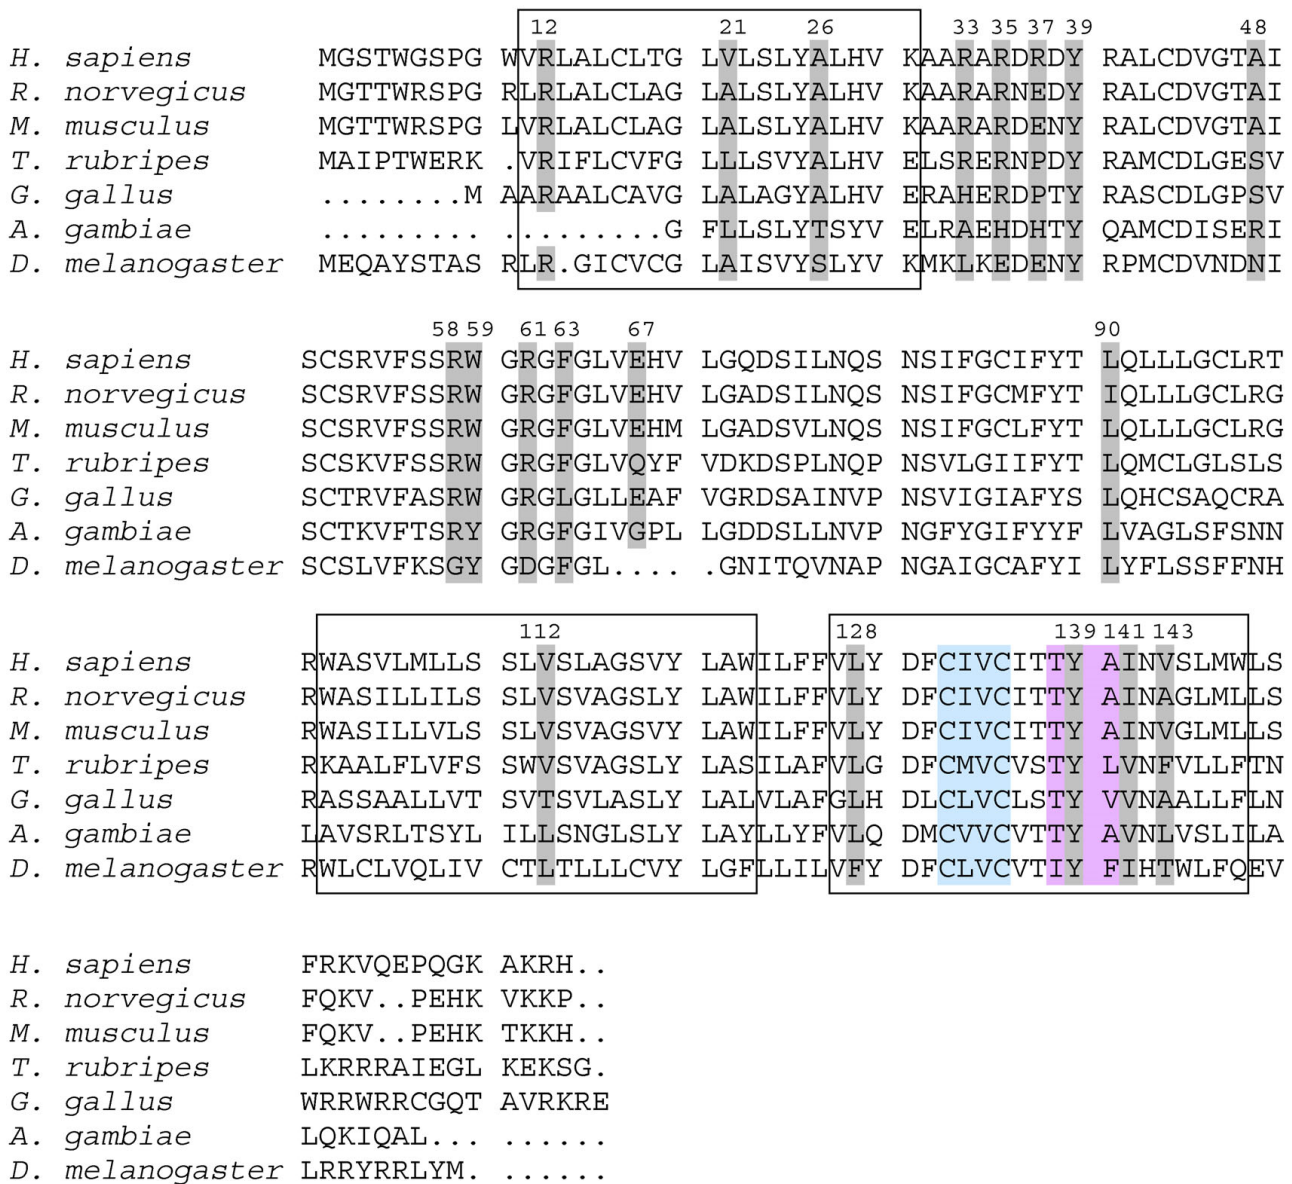 12 21 26 33 35 37 39 48
H. sapiens MGSTWGSPG WVRLALCLTG LVLSLYALHV KAARARDRDY RALCDVGTAI
R. norvegicus MGTTWRSPG RLRLALCLAG LALSLYALHV KAARARNEDY RALCDVGTAI
M. musculus MGTTWRSPG LVRLALCLAG LALSLYALHV KAARARDENY RALCDVGTAI
T. rubripes MAIPTWERK .VRIFLCVFG LLLSVYALHV ELSRERNPDY RAMCDLGESV
G. gallus ........M AARAALCAVG LALAGYALHV ERAHERDPTY RASCDLGPSV
A. gambiae ......... .........G FLLSLYTSYV ELRAEHDHTY QAMCDISERI
D. melanogaster MEQAYSTAS RLR.GICVCG LAISVYSLYV KMKLKEDENY RPMCDVNDNI
58 59 61 63 67 90
H. sapiens SCSRVFSSRW GRGFGLVEHV LGQDSILNQS NSIFGCIFYT LQLLLGCLRT
R. norvegicus SCSRVFSSRW GRGFGLVEHV LGADSILNQS NSIFGCMFYT IQLLLGCLRG
M. musculus SCSRVFSSRW GRGFGLVEHM LGADSVLNQS NSIFGCLFYT LQLLLGCLRG
T. rubripes SCSKVFSSRW GRGFGLVQYF VDKDSPLNQP NSVLGIIFYT LQMCLGLSLS
G. gallus SCTRVFASRW GRGLGLLEAF VGRDSAINVP NSVIGIAFYS LQHCSAQCRA
A. gambiae SCTKVFTSRY GRGFGIVGPL LGDDSLLNVP NGFYGIFYYF LVAGLSFSNN
D. melanogaster SCSLVFKSGY GDGFGL.... .GNITQVNAP NGAIGCAFYI LYFLSSFFNH
112 128 139 141 143
H. sapiens RWASVLMLLS SLVSLAGSVY LAWILFFVLY DFCIVCITTY AINVSLMWLS
R. norvegicus RWASILLILS SLVSVAGSVY LAWILFFVLY DFCIVCITTY AINAGLMLLS
M. musculus RWASILLVLS SLVSVAGSVY LAWILFFVLY DFCIVCITTY AINVGLMLLS
T. rubripes RKAALFLVFS SWVSVAGSLY LASILAFVLG DFCMVCVSTY LVNFVLLFTN
G. gallus RASSAALLVT SVTSVLASLY LALVLAFGLH DLCLVCLSTY VVNAALLFLN
A. gambiae LAVSRLTSYL ILLSNGLSLY LAYLLYFVLQ DMCVVCVTTY AVNLVSLILA
D. melanogaster RWLCLVQLIV CTLTLLLCVY LGFLLILVFY DFCLVCVTIY FIHTWLFQEV
H. sapiens FRKVQEPQGK AKRH..
R. norvegicus FQKV..PEHK VKKP..
M. musculus FQKV..PEHK TKKH..
T. rubripes LKRRRAIEGL KEKSG.
G. gallus WRRWRRCGQT AVRKRE
A. gambiae LQKIQAL... ......
D. melanogaster LRRYRRLYM. ......